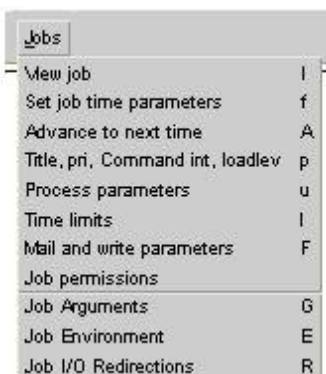 Jobs
View job I
Set job time parameters f
Advance to next time A
Title, pri, Command int, loadlev p
Process parameters u
Time limits l
Mail and write parameters F
Job permissions
Job Arguments G
Job Environment E
Job I/O Redirections R